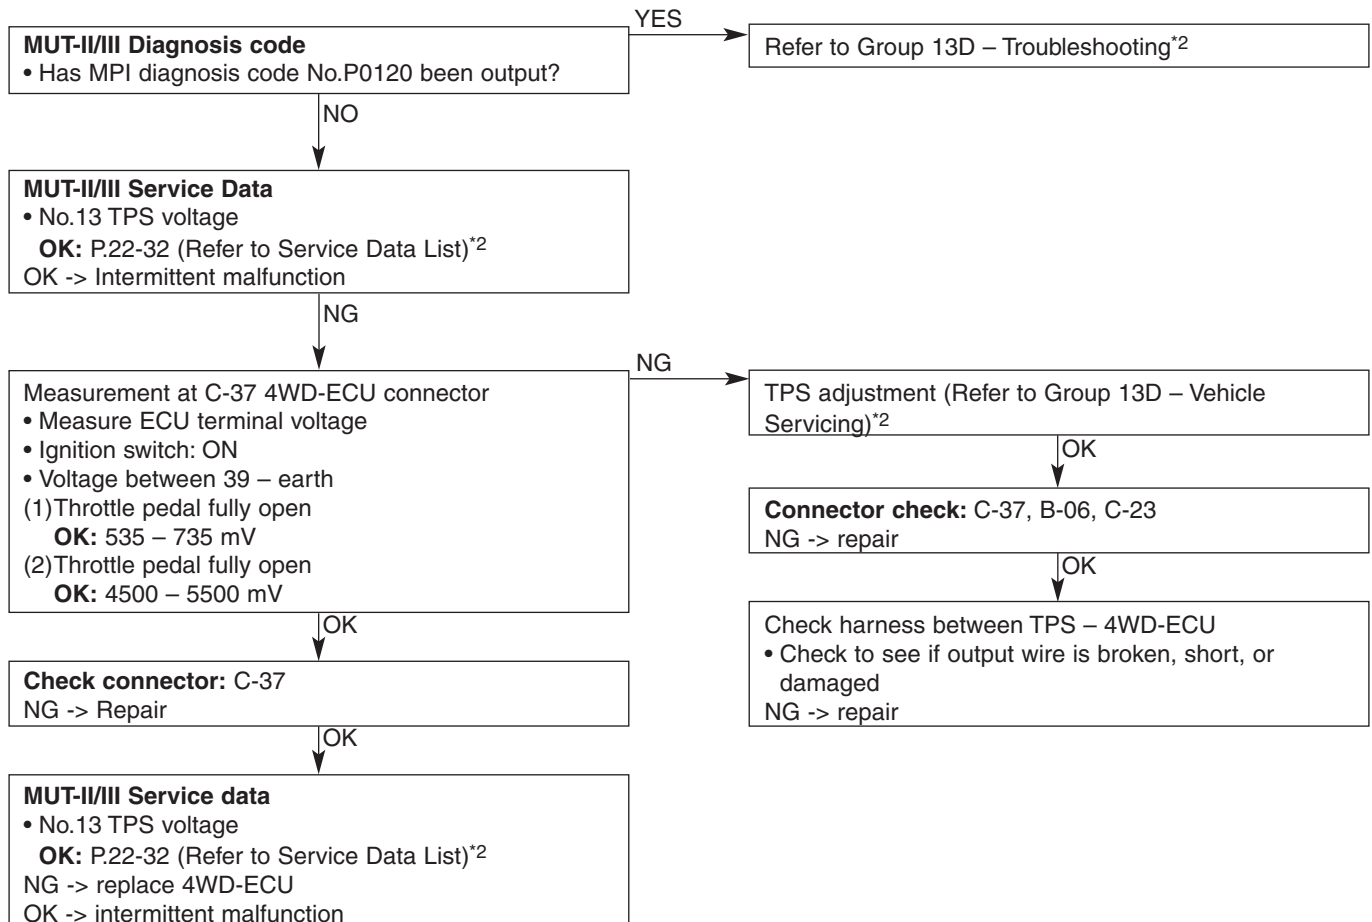 YES
MUT-II/III Diagnosis code
• Has MPI diagnosis code No.P0120 been output?
Refer to Group 13D – Troubleshooting*2
NO
MUT-II/III Service Data
• No.13 TPS voltage
OK: P.22-32 (Refer to Service Data List)*2
OK -> Intermittent malfunction
NG
NG
Measurement at C-37 4WD-ECU connector
• Measure ECU terminal voltage
• Ignition switch: ON
• Voltage between 39 – earth
(1)Throttle pedal fully open
OK: 535 – 735 mV
(2)Throttle pedal fully open
OK: 4500 – 5500 mV
TPS adjustment (Refer to Group 13D – Vehicle
Servicing)*2
OK
Connector check: C-37, B-06, C-23
NG -> repair
OK
Check harness between TPS – 4WD-ECU
• Check to see if output wire is broken, short, or
damaged
NG -> repair
OK
Check connector: C-37
NG -> Repair
OK
MUT-II/III Service data
• No.13 TPS voltage
OK: P.22-32 (Refer to Service Data List)*2
NG -> replace 4WD-ECU
OK -> intermittent malfunction